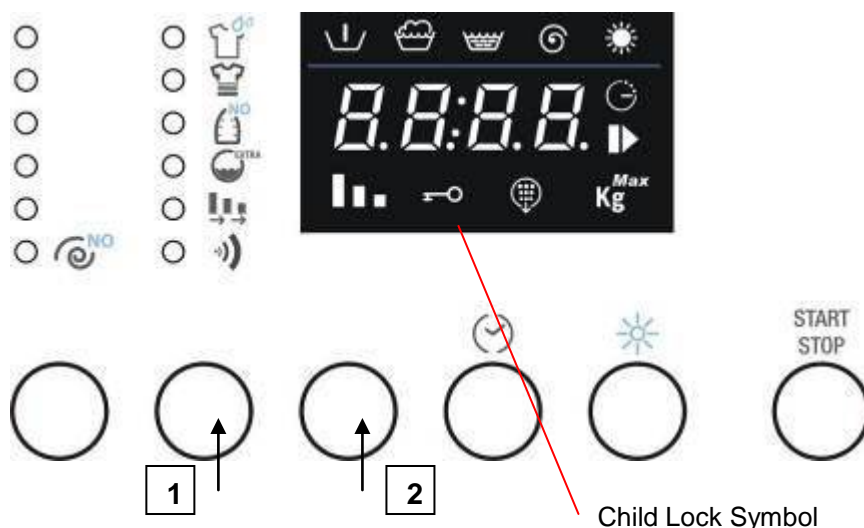 NO
EXTRA
NO
8.8:8.8.
Max
Kg
START
STOP
1
2
Child Lock Symbol